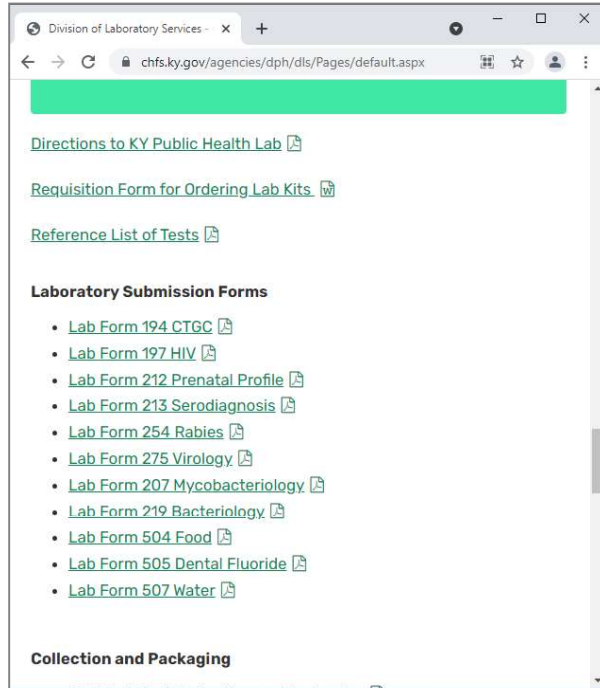 Division of Laboratory Services -
chfs.ky.gov/agencies/dph/dls/Pages/default.aspx
Directions to KY Public Health Lab
Requisition Form for Ordering Lab Kits
Reference List of Tests
Laboratory Submission Forms
• Lab Form 194 CTGC
• Lab Form 197 HIV
• Lab Form 212 Prenatal Profile
• Lab Form 213 Serodiagnosis
• Lab Form 254 Rabies
• Lab Form 275 Virology
• Lab Form 207 Mycobacteriology
• Lab Form 219 Bacteriology
• Lab Form 504 Food
• Lab Form 505 Dental Fluoride
• Lab Form 507 Water
Collection and Packaging